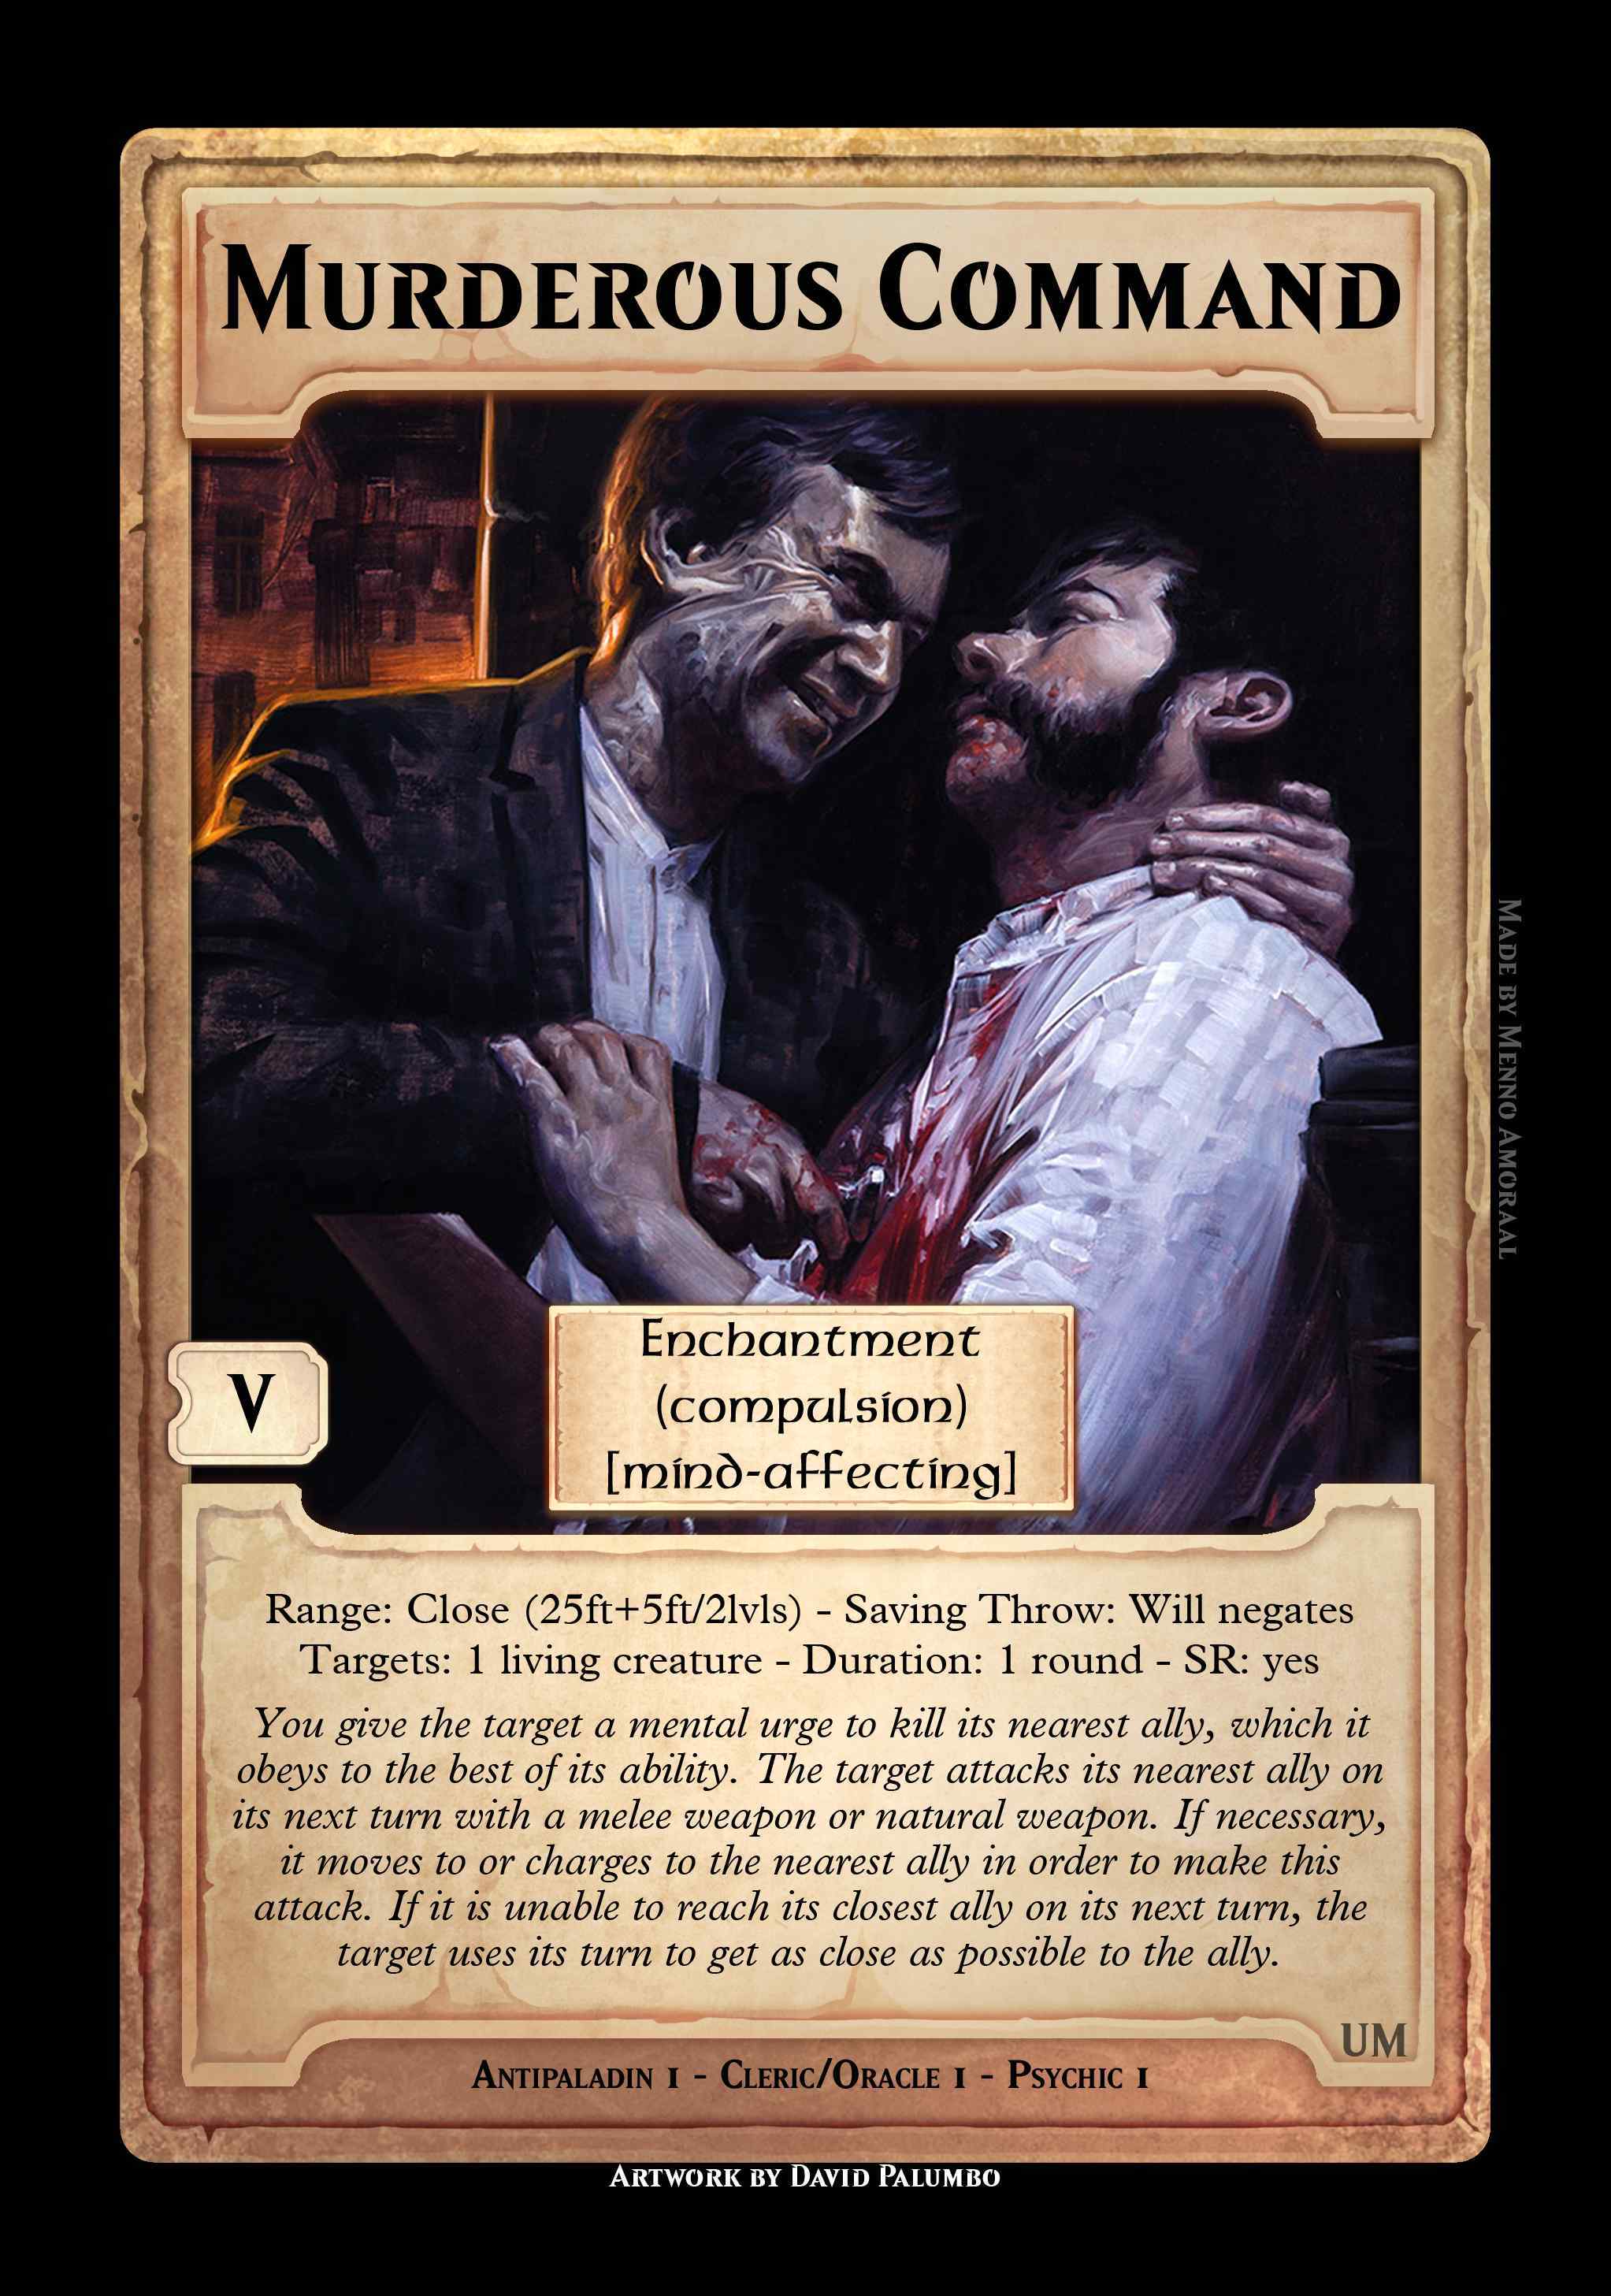 Murderous Command
Made by Menno Amoraal
V
Enchantment
(compulsion)
[mind-affecting]
Range: Close (25ft+5ft/2lvls) - Saving Throw: Will negates
Targets: 1 living creature - Duration: 1 round - SR: yes
You give the target a mental urge to kill its nearest ally, which it
obeys to the best of its ability. The target attacks its nearest ally on
its next turn with a melee weapon or natural weapon. If necessary,
it moves to or charges to the nearest ally in order to make this
attack. If it is unable to reach its closest ally on its next turn, the
target uses its turn to get as close as possible to the ally.
UM
Antipaladin 1 - Cleric/Oracle 1 - Psychic 1
Artwork by David Palumbo